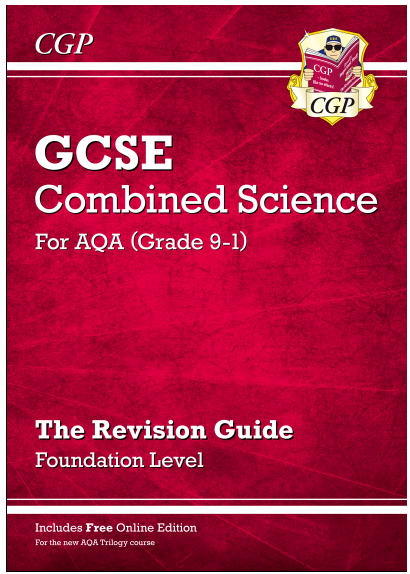 CGP
CGP
CGP
GCSE
Combined Science
For AQA (Grade 9-1)
The Revision Guide
Foundation Level
Includes Free Online Edition
For the new AQA Trilogy course